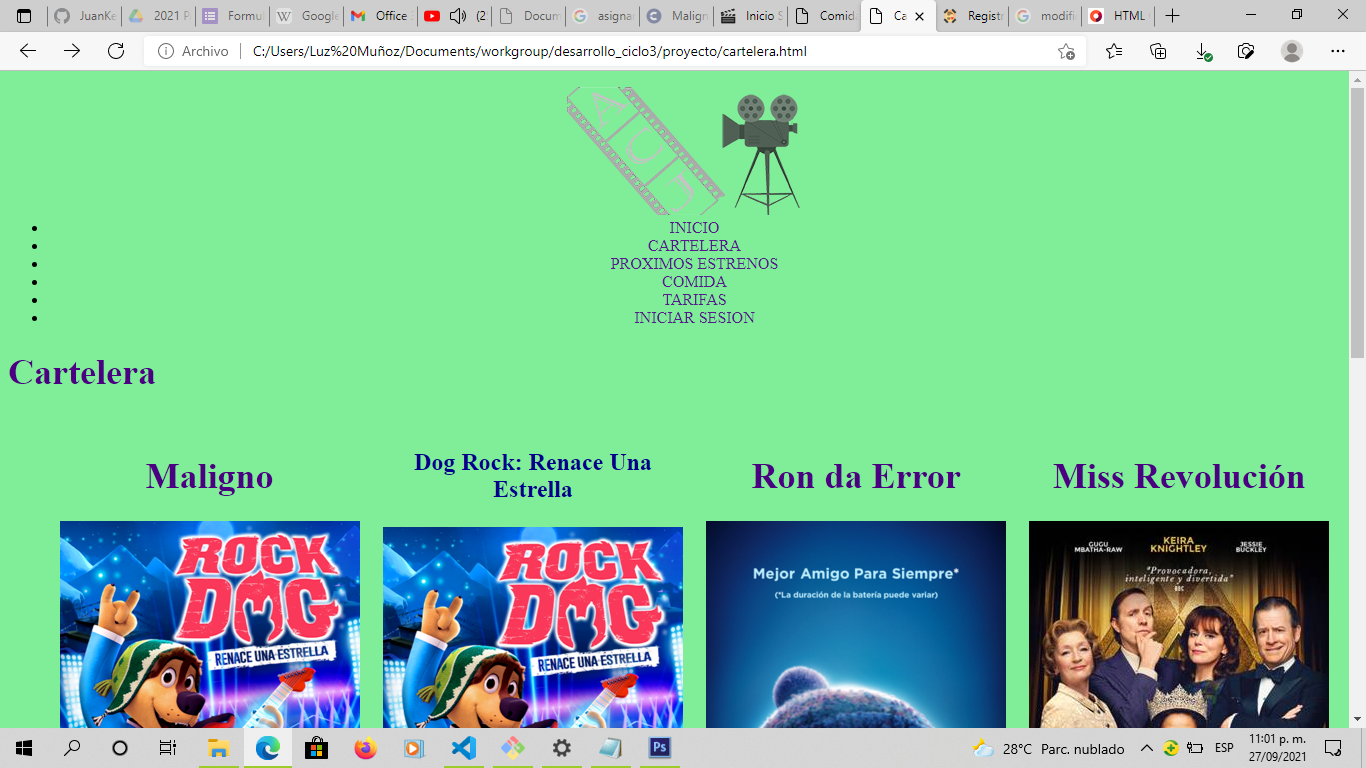 JuanKe
2021 P
Formul
Google
Office
(2
Docum
asignar
Malign
Inicio S
Comid
Ca
Registr
modifi
HTML
Archivo
C:/Users/Luz%20Muñoz/Documents/workgroup/desarrollo_ciclo3/proyecto/cartelera.html
INICIO
CARTELERA
PROXIMOS ESTRENOS
COMIDA
TARIFAS
INICIAR SESION
Cartelera
Maligno
Dog Rock: Renace Una
Estrella
Ron da Error
Miss Revolución
ROCK
DOG
RENACE UNA ESTRELLA
ROCK
DOG
RENACE UNA ESTRELLA
Mejor Amigo Para Siempre*
(*La duración de la batería puede variar)
GUGU
MBATHA-RAW
KEIRA
KNIGHTLEY
JESSIE
BUCKLEY
"Provocadora,
inteligente y divertida"
BBC
28°C Parc. nublado
ESP
11:01 p. m.
27/09/2021